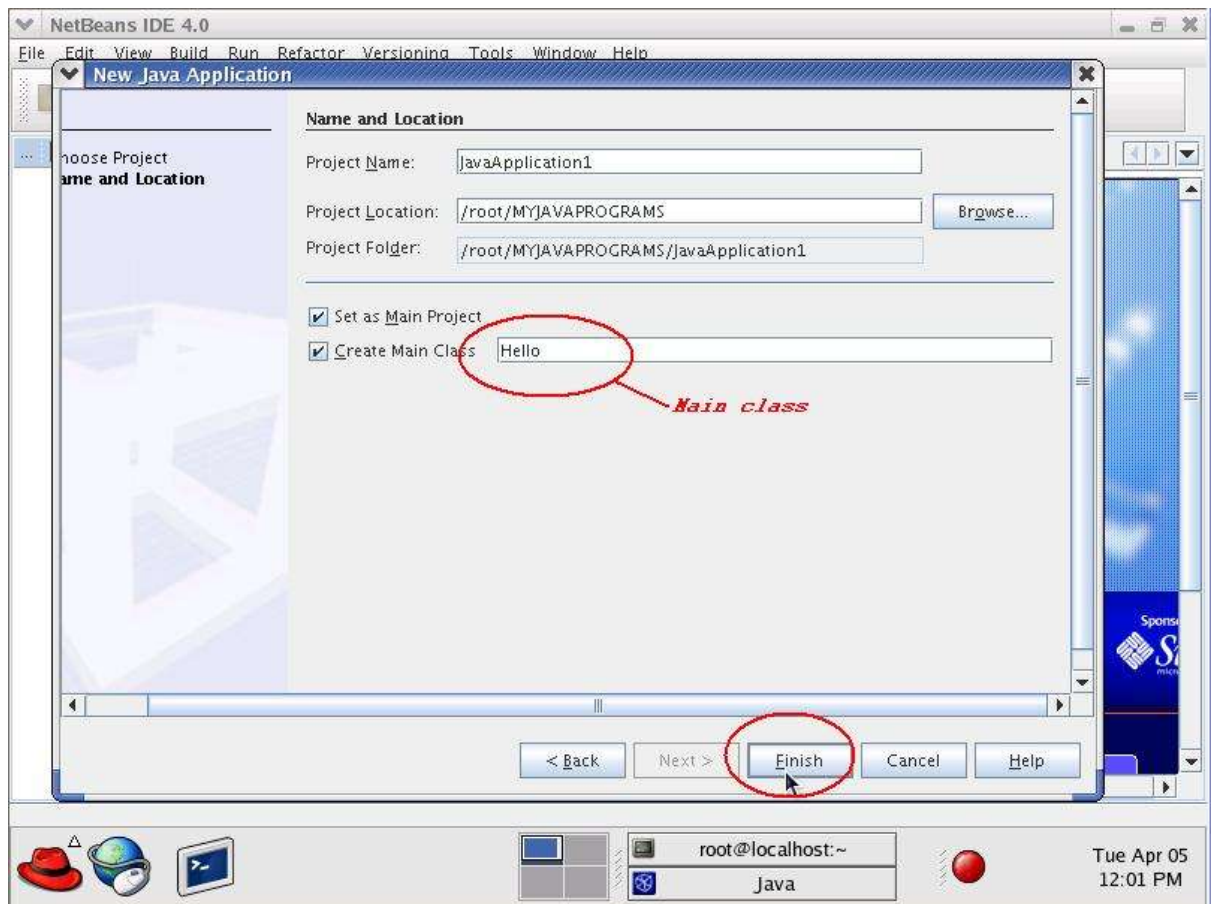 NetBeans IDE 4.0
File Edit View Build Run Refactor Versioning Tools Window Help
New Java Application
Name and Location
hoose Project
ame and Location
Project Name: JavaApplication1
Project Location: /root/MYJAVAPROGRAMS Browse...
Project Folder: /root/MYJAVAPROGRAMS/JavaApplication1
Set as Main Project
Create Main Class Hello
Main class
Spons
S
micr
< Back Next > Finish Cancel Help
root@localhost:~
Java
Tue Apr 05
12:01 PM